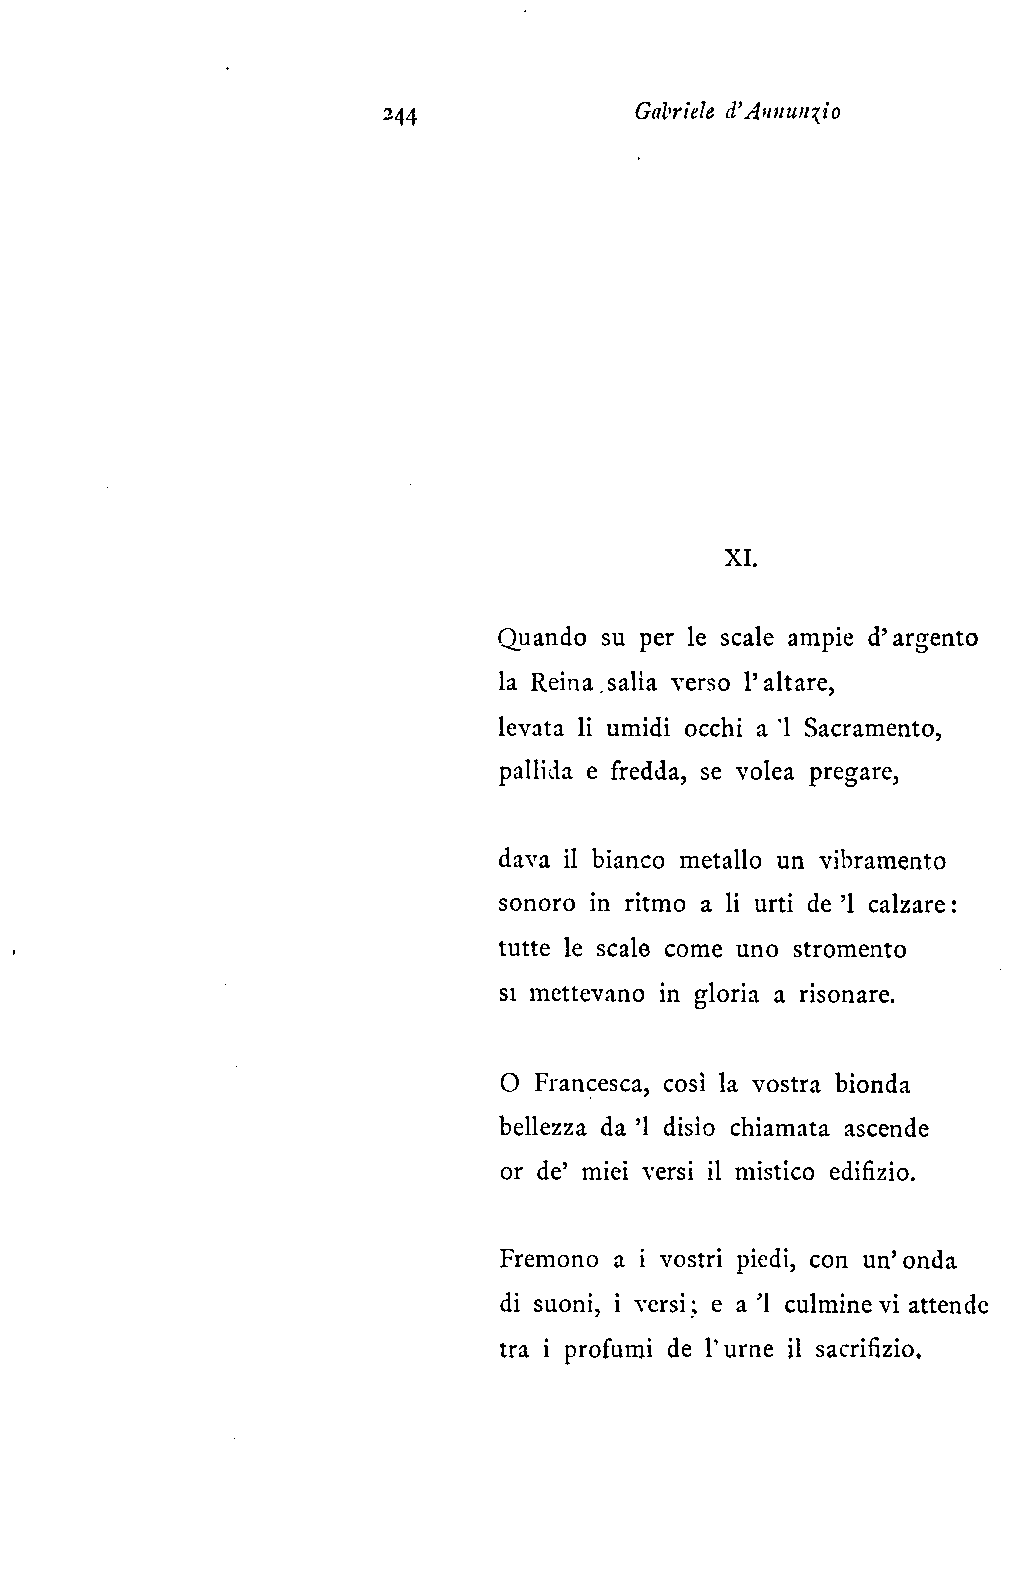 244 Gabriele d'Annunzio
XI.
Quando su per le scale ampie d'argento
la Reina salìa verso l'altare,
levata li umidi occhi a 'l Sacramento,
pallida e fredda, se volea pregare,
dava il bianco metallo un vibramento
sonoro in ritmo a li urti de 'l calzare:
tutte le scale come uno stromento
si mettevano in gloria a risonare.
O Francesca, così la vostra bionda
bellezza da 'l disìo chiamata ascende
or de' miei versi il mistico edifizio.
Fremono a i vostri piedi, con un'onda
di suoni, i versi; e a 'l culmine vi attende
tra i profumi de l'urne il sacrifizio.